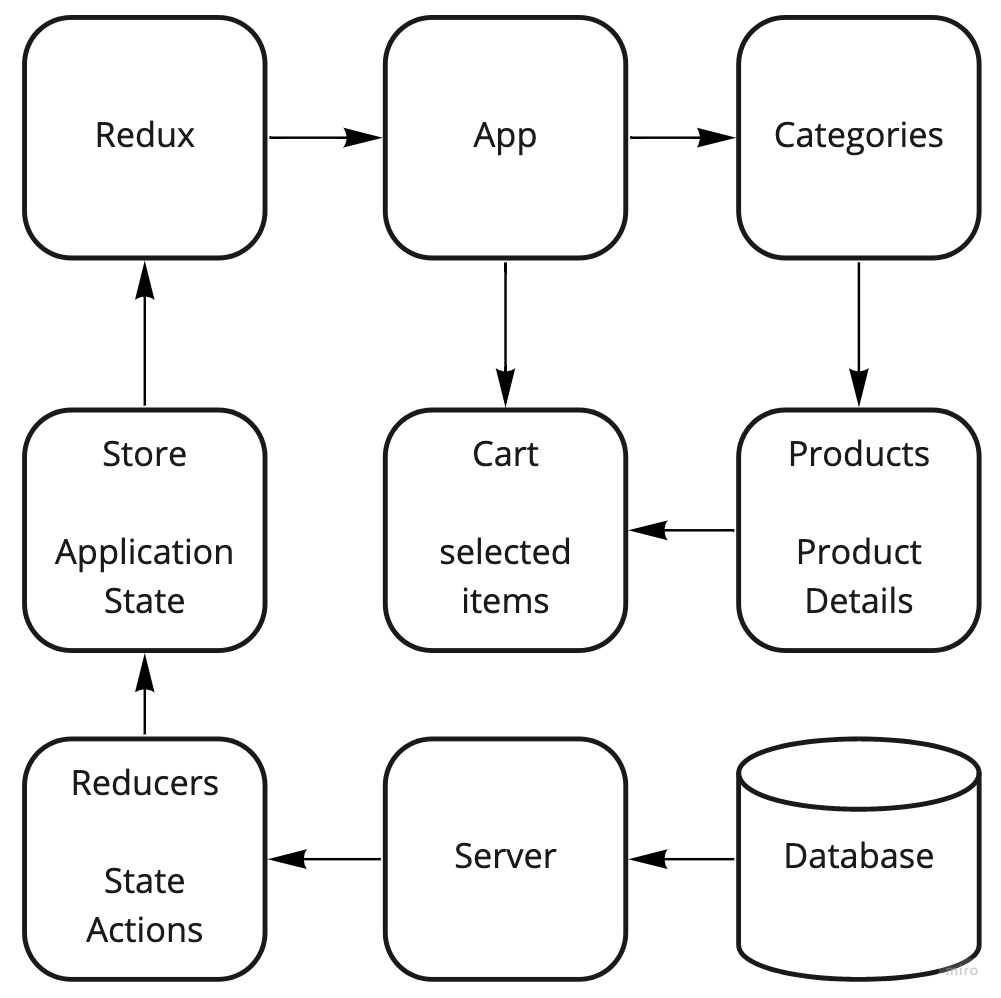 Redux
App
Categories
Store
Application
State
Cart
selected
items
Products
Product
Details
Reducers
State
Actions
Server
Database
miro